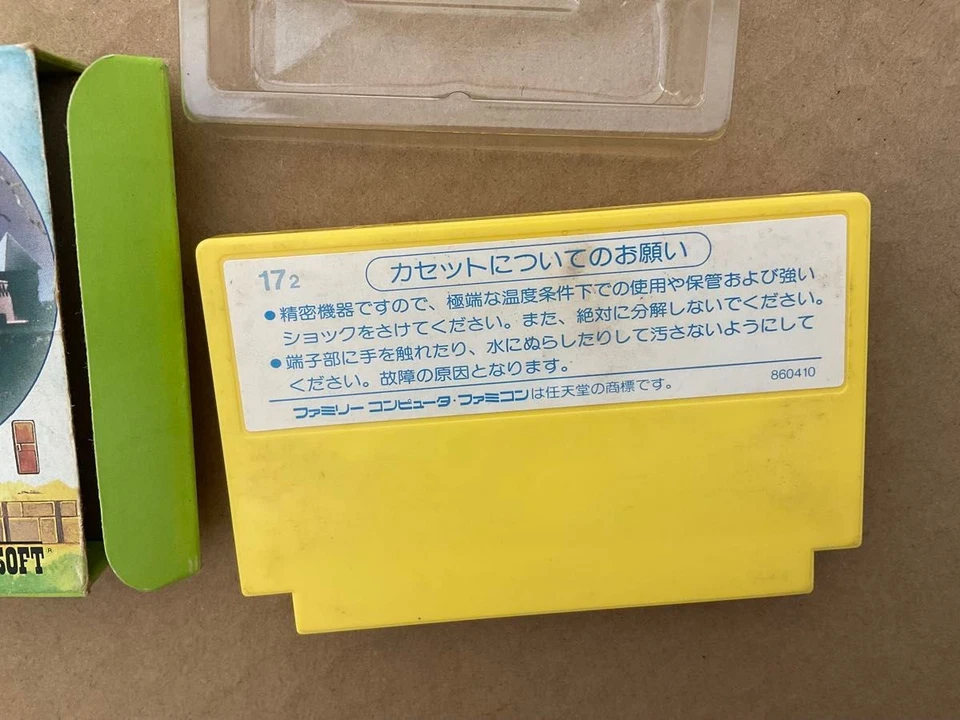 17 2
カセットについてのお願い
●精密機器ですので、極端な温度条件下での使用や保管および強い
ショックをさけてください。また、絶対に分解しないでください。
●端子部に手を触れたり、水にぬらしたりして汚さないようにして
ください。故障の原因となります。
860410
ファミリー コンピュータ・ファミコンは任天堂の商標です。
SOFT